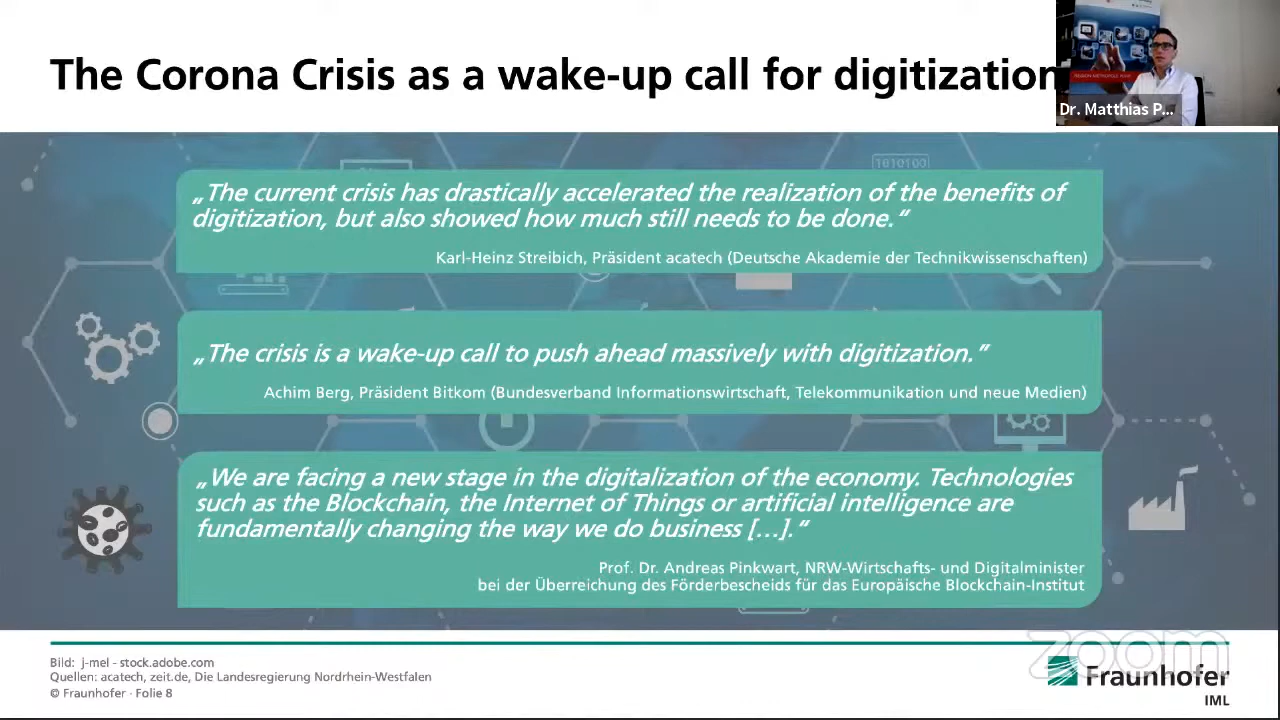 The Corona Crisis as a wake-up call for digitization
Dr. Matthias P...
1010100
„The current crisis has drastically accelerated the realization of the benefits of
digitization, but also showed how much still needs to be done.“
Karl-Heinz Streibich, Präsident acatech (Deutsche Akademie der Technikwissenschaften)
„The crisis is a wake-up call to push ahead massively with digitization.”
Achim Berg, Präsident Bitkom (Bundesverband Informationswirtschaft, Telekommunikation und neue Medien)
„We are facing a new stage in the digitalization of the economy. Technologies
such as the Blockchain, the Internet of Things or artificial intelligence are
fundamentally changing the way we do business […].“
Prof. Dr. Andreas Pinkwart, NRW-Wirtschafts- und Digitalminister
bei der Überreichung des Förderbescheids für das Europäische Blockchain-Institut
Bild: j-mel - stock.adobe.com
Quellen: acatech, zeit.de, Die Landesregierung Nordrhein-Westfalen
© Fraunhofer · Folie 8
zoom
Fraunhofer
IML